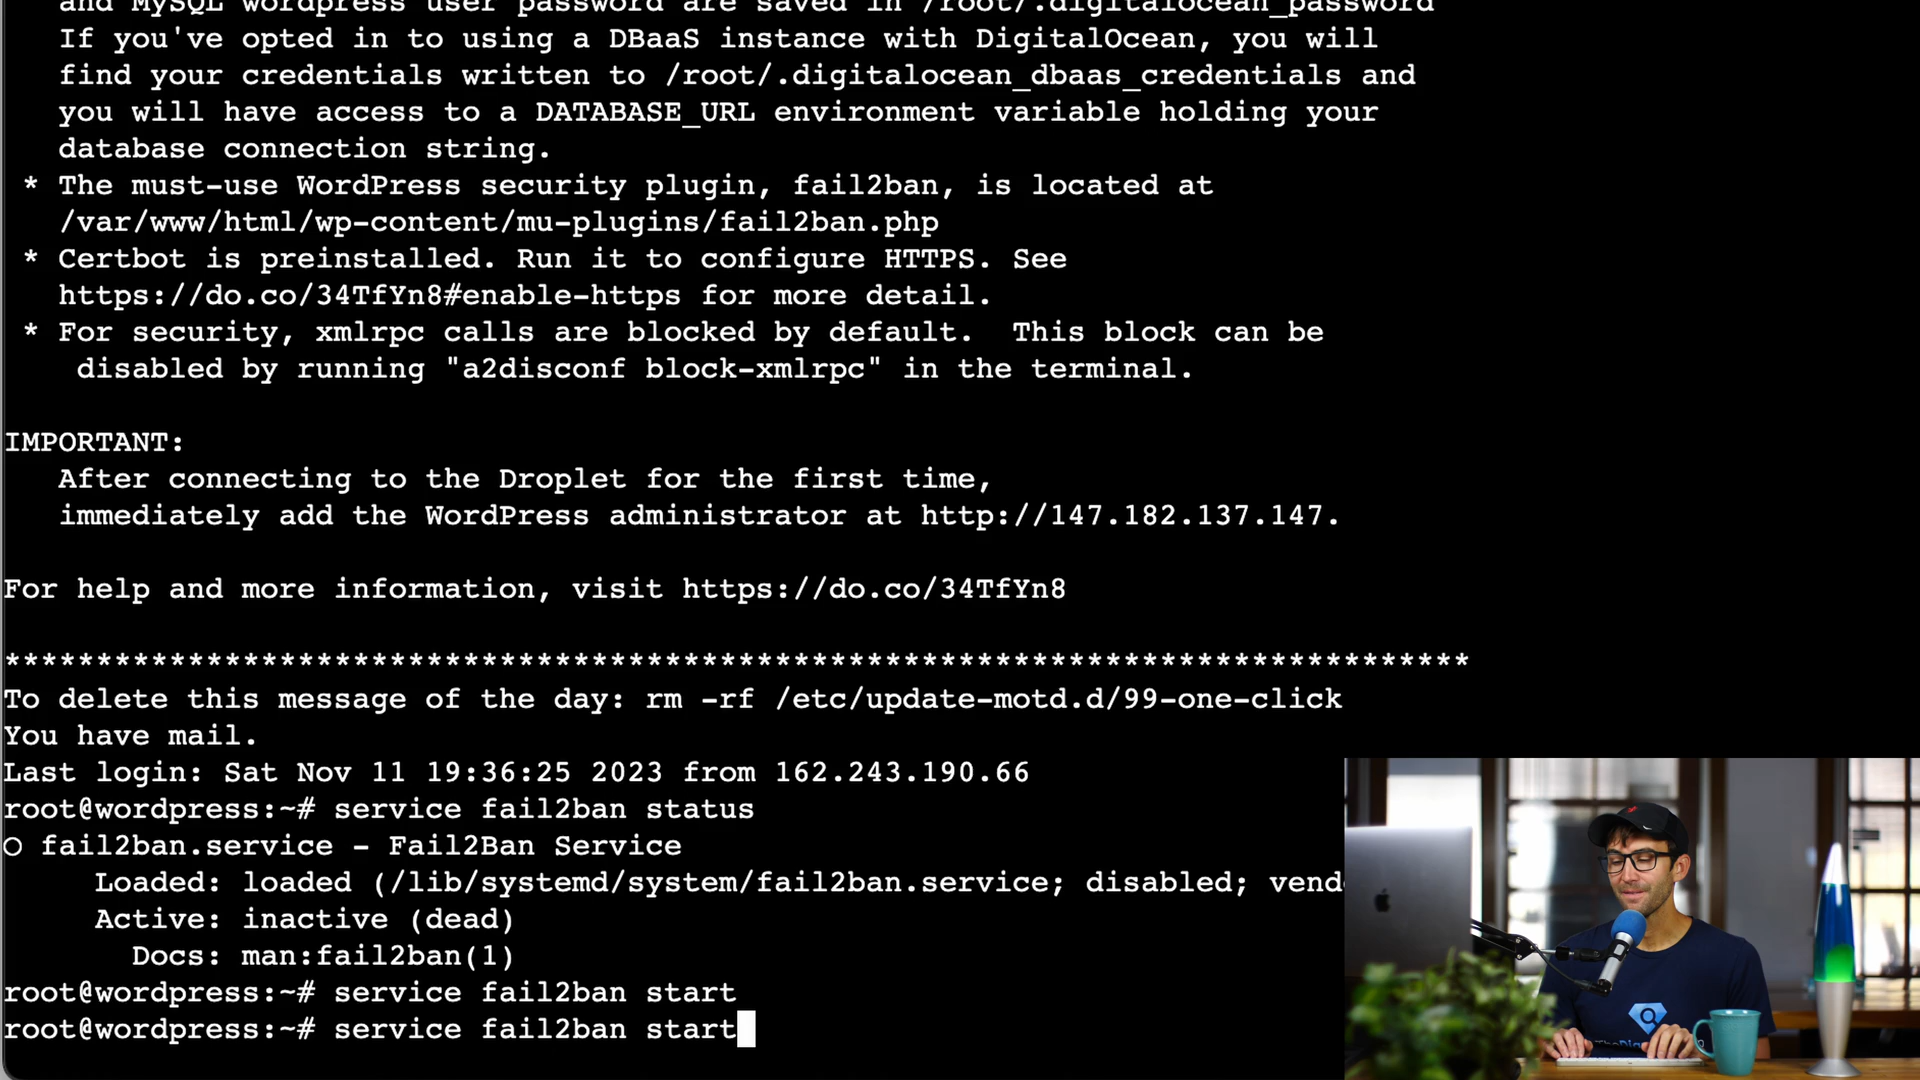 and MySQL wordpress user password are saved in /root/.digitalocean_password
If you've opted in to using a DBaaS instance with DigitalOcean, you will
find your credentials written to /root/.digitalocean_dbaas_credentials and
you will have access to a DATABASE_URL environment variable holding your
database connection string.
* The must-use WordPress security plugin, fail2ban, is located at
/var/www/html/wp-content/mu-plugins/fail2ban.php
* Certbot is preinstalled. Run it to configure HTTPS. See
https://do.co/34TfYn8#enable-https for more detail.
* For security, xmlrpc calls are blocked by default.  This block can be
disabled by running "a2disconf block-xmlrpc" in the terminal.
IMPORTANT:
After connecting to the Droplet for the first time,
immediately add the WordPress administrator at http://147.182.137.147.
For help and more information, visit https://do.co/34TfYn8
********************************************************************************
To delete this message of the day: rm -rf /etc/update-motd.d/99-one-click
You have mail.
Last login: Sat Nov 11 19:36:25 2023 from 162.243.190.66
root@wordpress:~# service fail2ban status
○ fail2ban.service - Fail2Ban Service
Loaded: loaded (/lib/systemd/system/fail2ban.service; disabled; vend
Active: inactive (dead)
Docs: man:fail2ban(1)
root@wordpress:~# service fail2ban start
root@wordpress:~# service fail2ban start